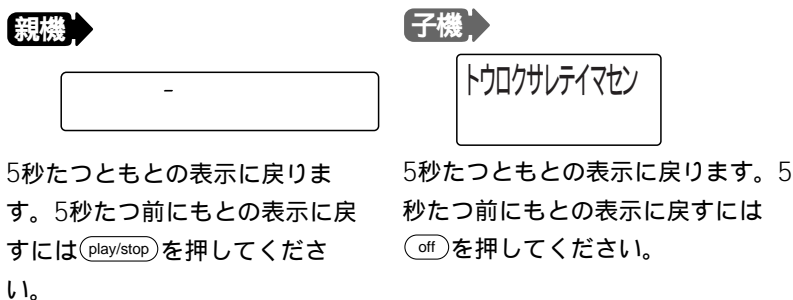 親機
–
5秒たつともとの表示に戻りま
す。5秒たつ前にもとの表示に戻
すにはplay/stopを押してくださ
い。
子機
トウロクサレテイマセン
5秒たつともとの表示に戻ります。5
秒たつ前にもとの表示に戻すには
offを押してください。